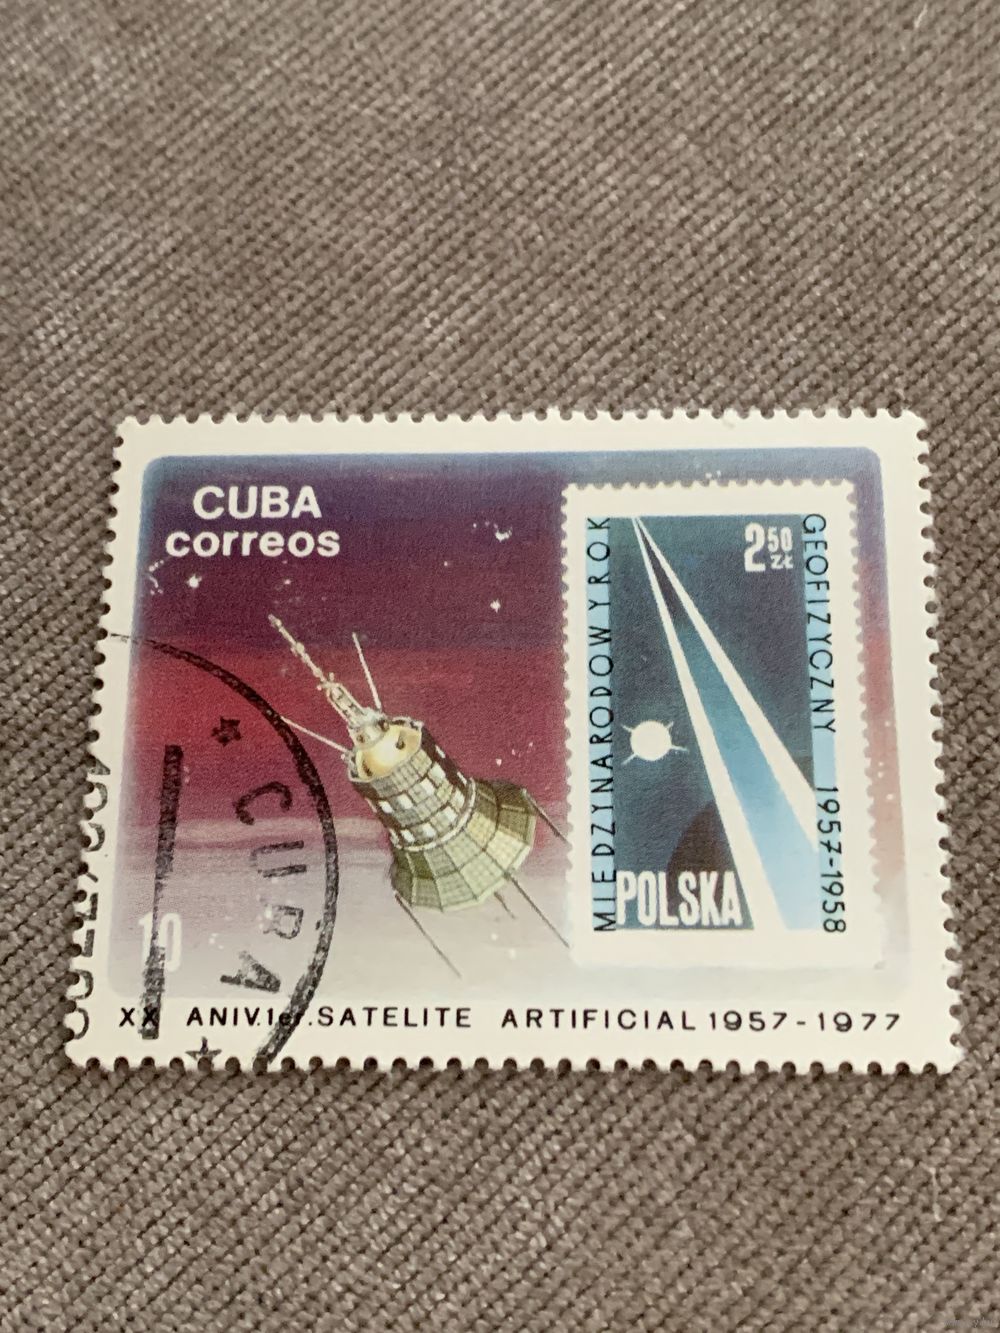 CUBA
correos
MIEDZYNARODOWY ROK
2 50
ZŁ
GEOFIZYCZNY 1957-1958
POLSKA
10
CUBA
XX ANIV.1er.SATELITE ARTIFICIAL 1957-1977